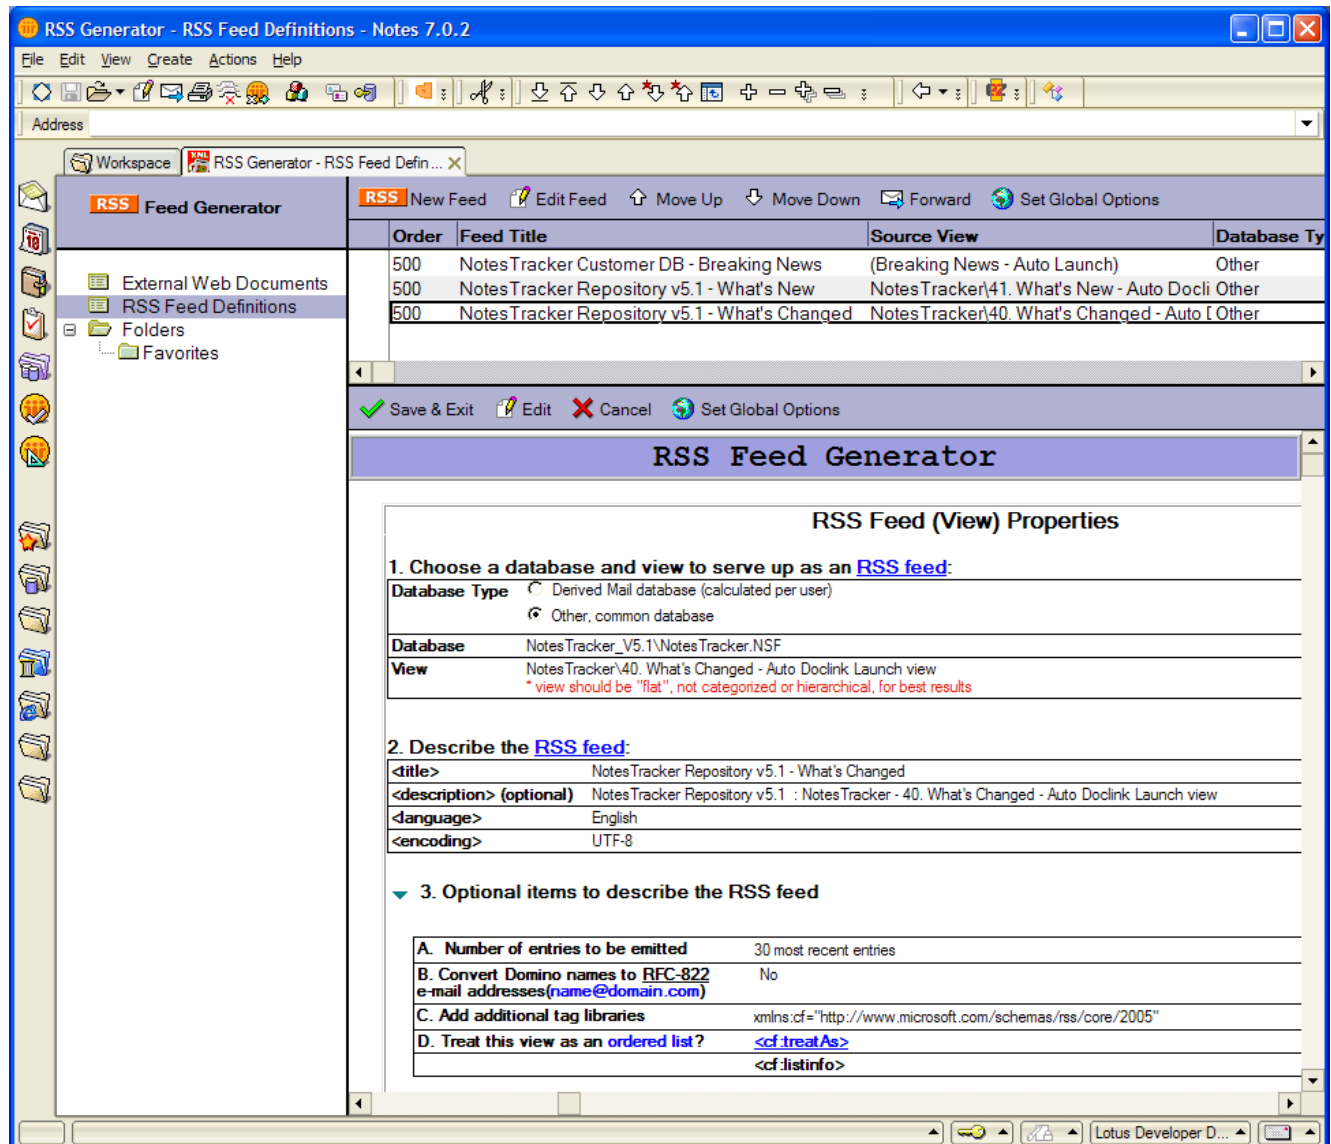 RSS Generator - RSS Feed Definitions - Notes 7.0.2
File Edit View Create Actions Help
Address
Workspace RSS Generator - RSS Feed Defin...
RSS Feed Generator
External Web Documents
RSS Feed Definitions
Folders
Favorites
RSS New Feed Edit Feed Move Up Move Down Forward Set Global Options
Order Feed Title Source View Database Ty
500 NotesTracker Customer DB - Breaking News (Breaking News - Auto Launch) Other
500 NotesTracker Repository v5.1 - What's New NotesTracker\41. What's New - Auto Docli Other
500 NotesTracker Repository v5.1 - What's Changed NotesTracker\40. What's Changed - Auto [ Other
Save & Exit Edit Cancel Set Global Options
RSS Feed Generator
RSS Feed (View) Properties
1. Choose a database and view to serve up as an RSS feed:
Database Type Derived Mail database (calculated per user)
Other, common database
Database NotesTracker_V5.1\NotesTracker.NSF
View NotesTracker\40. What's Changed - Auto Doclink Launch view
* view should be "flat", not categorized or hierarchical, for best results
2. Describe the RSS feed:
<title> NotesTracker Repository v5.1 - What's Changed
<description> (optional) NotesTracker Repository v5.1 : NotesTracker - 40. What's Changed - Auto Doclink Launch view
<language> English
<encoding> UTF-8
3. Optional items to describe the RSS feed
A. Number of entries to be emitted 30 most recent entries
B. Convert Domino names to RFC-822 No
e-mail addresses(name@domain.com)
C. Add additional tag libraries xmlns:cf="http://www.microsoft.com/schemas/rss/core/2005"
D. Treat this view as an ordered list? <cf:treatAs>
<cf:listinfo>
Lotus Developer D...